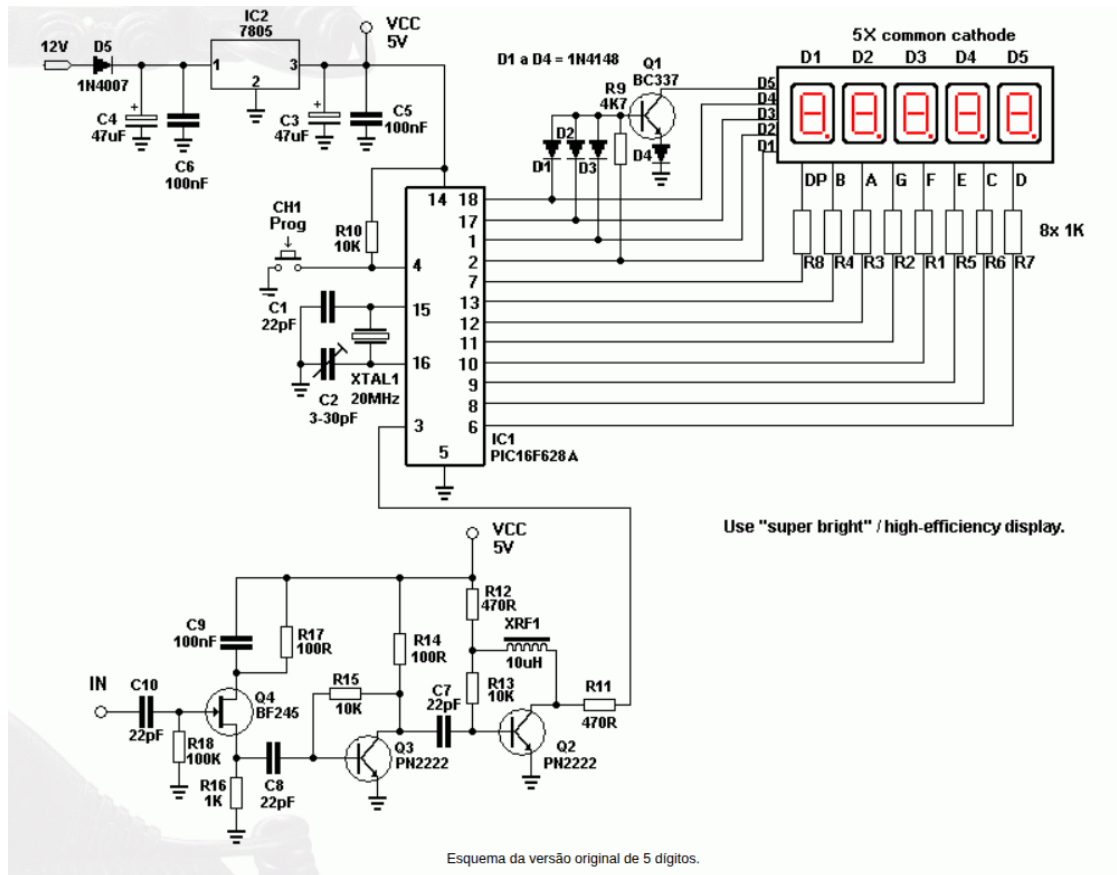 12V
D5
1N4007
IC2
7805
1
2
3
VCC
5V
+
C4
47uF
C6
100nF
+
C3
47uF
C5
100nF
D1 a D4 = 1N4148
Q1
BC337
R9
4K7
D2
D1
D3
D4
5X common cathode
D1 D2 D3 D4 D5
D5
D4
D3
D2
D1
DP B A G F E C D
8x 1K
R8 R4 R3 R2 R1 R5 R6 R7
CH1
Prog
R10
10K
C1
22pF
C2
3-30pF
XTAL1
20MHz
14 18
17
1
4
2
7
15
13
12
11
16
10
9
8
3
6
5
IC1
PIC16F628A
Use "super bright" / high-efficiency display.
VCC
5V
R12
470R
XRF1
10uH
C9
100nF
R17
100R
R14
100R
R15
10K
R13
10K
C7
22pF
R11
470R
IN
C10
22pF
Q4
BF245
R18
100K
R16
1K
C8
22pF
Q3
PN2222
Q2
PN2222
Esquema da versão original de 5 dígitos.